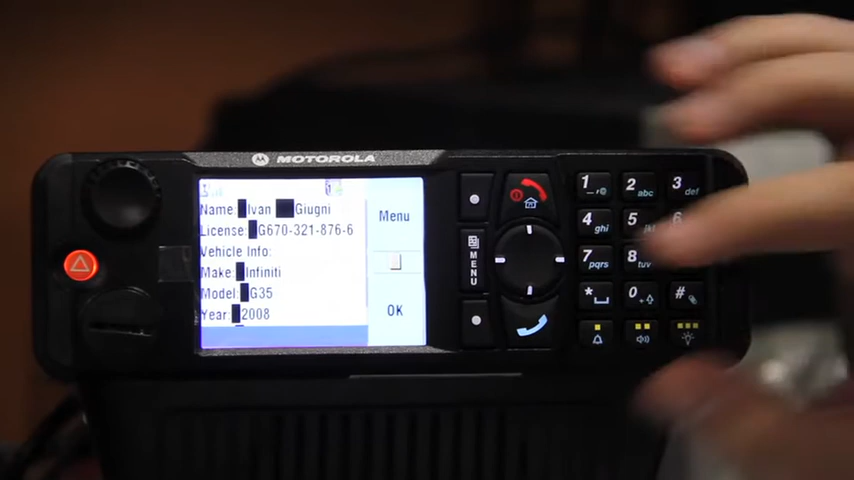 MOTOROLA
Name: Ivan Giugni
License: G670-321-876-6
Vehicle Info:
Make: Infiniti
Model: G35
Year: 2008
Menu
OK
MENU
1
2 abc
3 def
4 ghi
5
6
7 pqrs
8 tuv
*
0
#